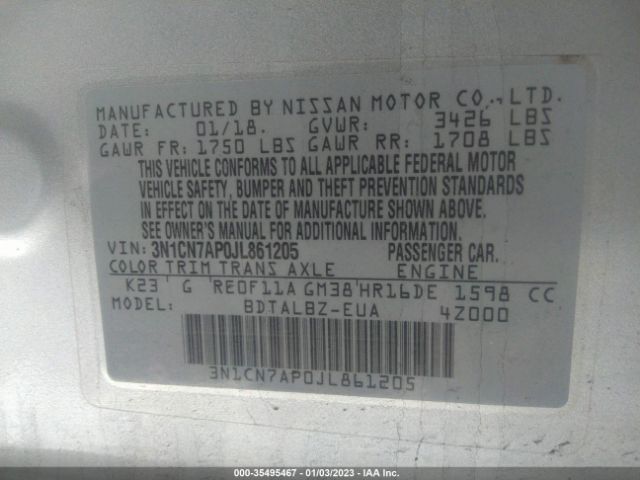 MANUFACTURED BY NISSAN MOTOR CO., LTD.
DATE: 01/18. GVWR: 3426 LBS
GAWR FR: 1750 LBS GAWR RR: 1708 LBS
THIS VEHICLE CONFORMS TO ALL APPLICABLE FEDERAL MOTOR
VEHICLE SAFETY, BUMPER AND THEFT PREVENTION STANDARDS
IN EFFECT ON THE DATE OF MANUFACTURE SHOWN ABOVE.
SEE OWNER'S MANUAL FOR ADDITIONAL INFORMATION.
VIN: 3N1CN7AP0JL861205 PASSENGER CAR.
COLOR TRIM TRANS AXLE ENGINE
K23 G RE0F11A GM38 HR16DE 1598 CC
MODEL: BDTALBZ-EUA 4Z000
3N1CN7AP0JL861205
000-35495467 - 01/03/2023 - IAA Inc.